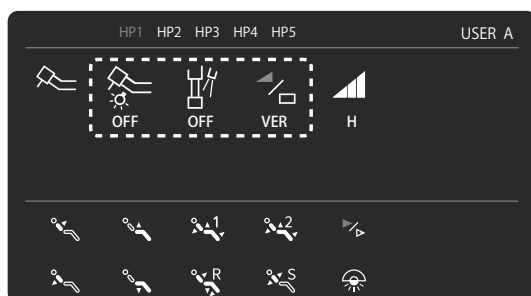 HP1 HP2 HP3 HP4 HP5 USER A
OFF OFF VER H
1 2
R S